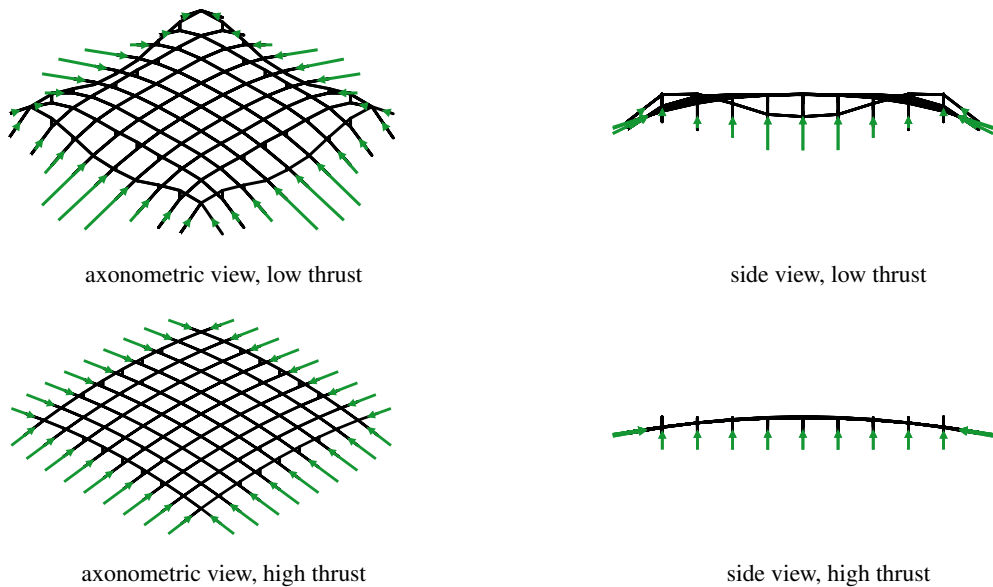 axonometric view, low thrust
side view, low thrust
axonometric view, high thrust
side view, high thrust